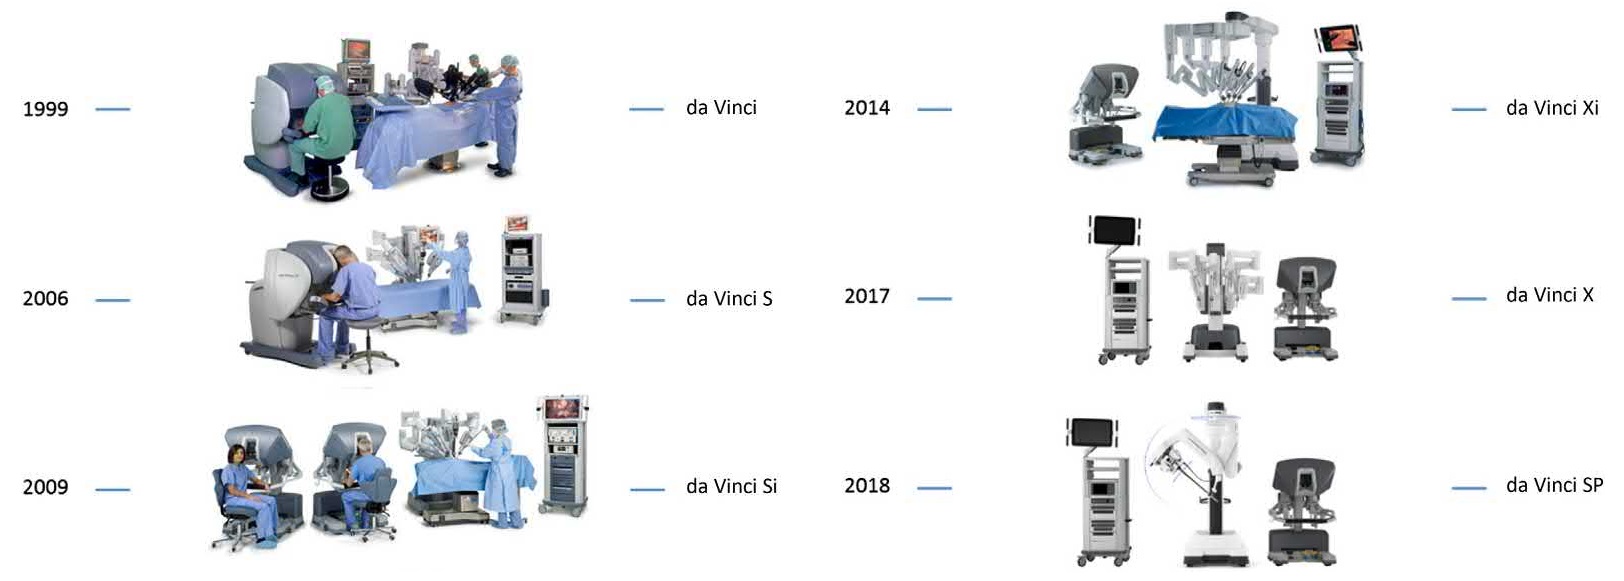 1999
da Vinci
2006
da Vinci S
2009
da Vinci Si
2014
da Vinci Xi
2017
da Vinci X
2018
da Vinci SP